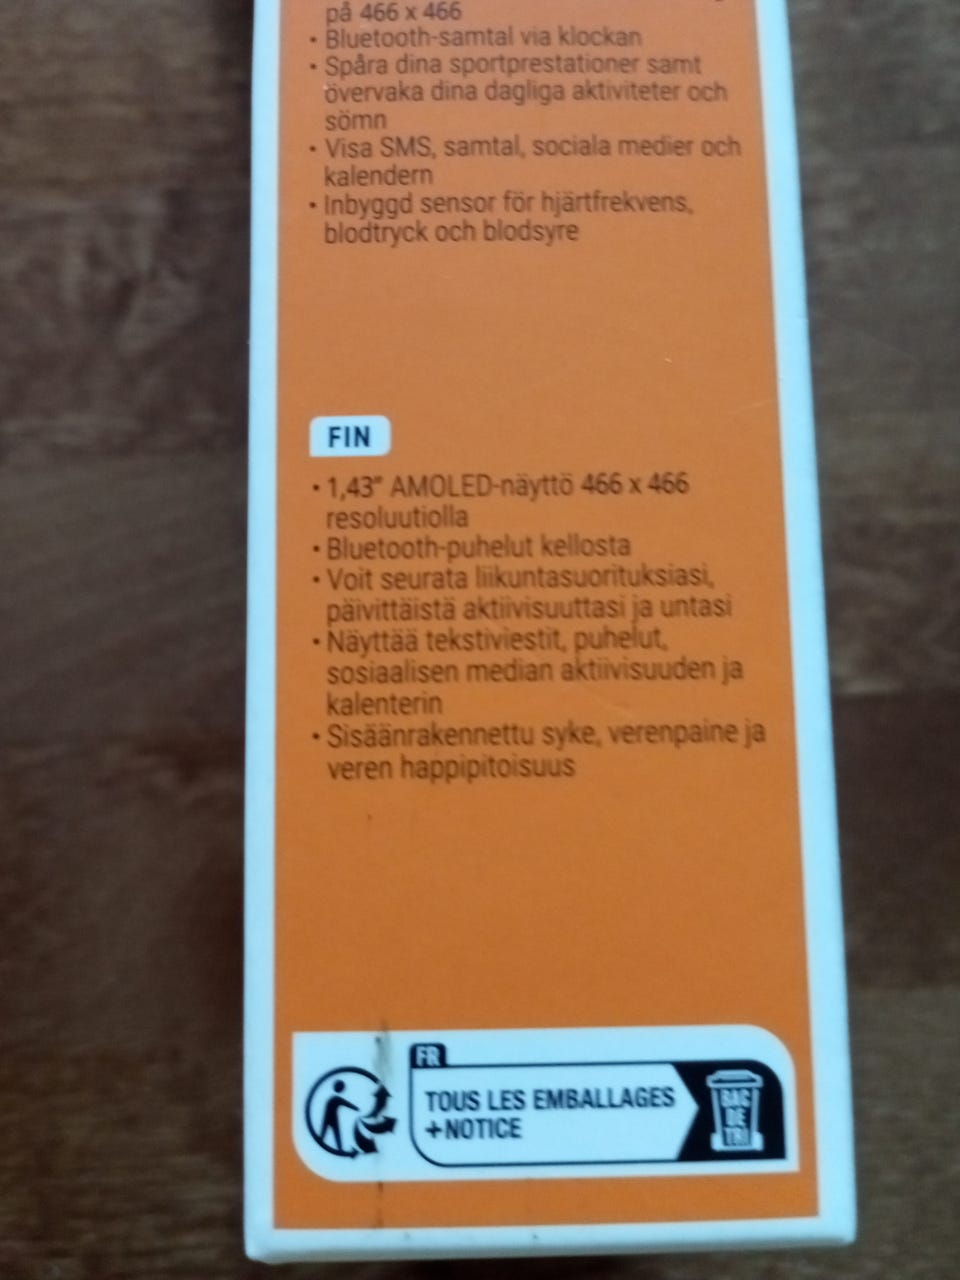 på 466 x 466
• Bluetooth-samtal via klockan
• Spåra dina sportprestationer samt
övervaka dina dagliga aktiviteter och
sömn
• Visa SMS, samtal, sociala medier och
kalendern
• Inbyggd sensor för hjärtfrekvens,
blodtryck och blodsyre
FIN
• 1,43" AMOLED-näyttö 466 x 466
resoluutiolla
• Bluetooth-puhelut kellosta
• Voit seurata liikuntasuorituksiasi,
päivittäistä aktiivisuuttasi ja untasi
• Näyttää tekstiviestit, puhelut,
sosiaalisen median aktiivisuuden ja
kalenterin
• Sisäänrakennettu syke, verenpaine ja
veren happipitoisuus
FR
TOUS LES EMBALLAGES
+NOTICE
BAC
DE
TRI